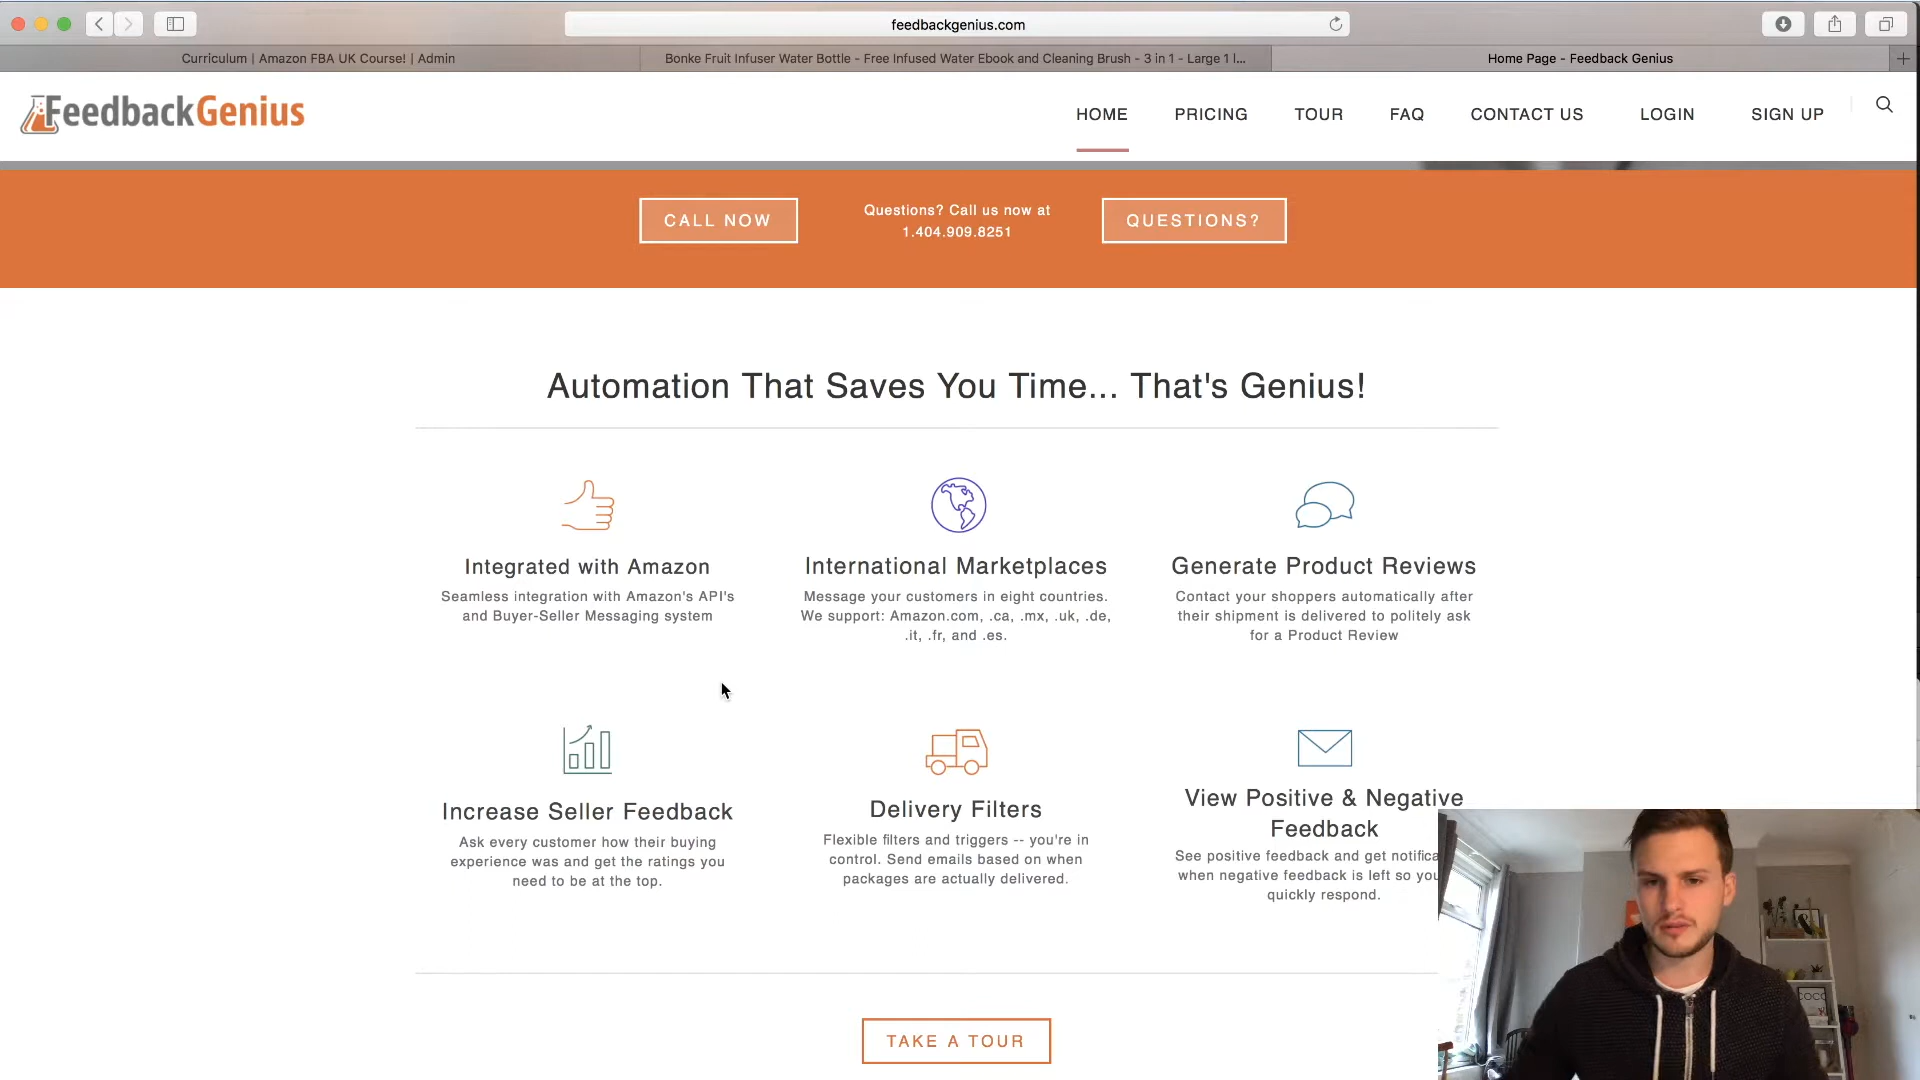 feedbackgenius.com
Curriculum | Amazon FBA UK Course! | Admin
Bonke Fruit Infuser Water Bottle - Free Infused Water Ebook and Cleaning Brush - 3 in 1 - Large 1 l...
Home Page - Feedback Genius
FeedbackGenius
HOME
PRICING
TOUR
FAQ
CONTACT US
LOGIN
SIGN UP
CALL NOW
Questions? Call us now at
1.404.909.8251
QUESTIONS?
Automation That Saves You Time... That's Genius!
Integrated with Amazon
Seamless integration with Amazon's API's
and Buyer-Seller Messaging system
International Marketplaces
Message your customers in eight countries.
We support: Amazon.com, .ca, .mx, .uk, .de,
.it, .fr, and .es.
Generate Product Reviews
Contact your shoppers automatically after
their shipment is delivered to politely ask
for a Product Review
Increase Seller Feedback
Ask every customer how their buying
experience was and get the ratings you
need to be at the top.
Delivery Filters
Flexible filters and triggers -- you're in
control. Send emails based on when
packages are actually delivered.
View Positive & Negative
Feedback
See positive feedback and get notifica
when negative feedback is left so you
quickly respond.
TAKE A TOUR
COCO